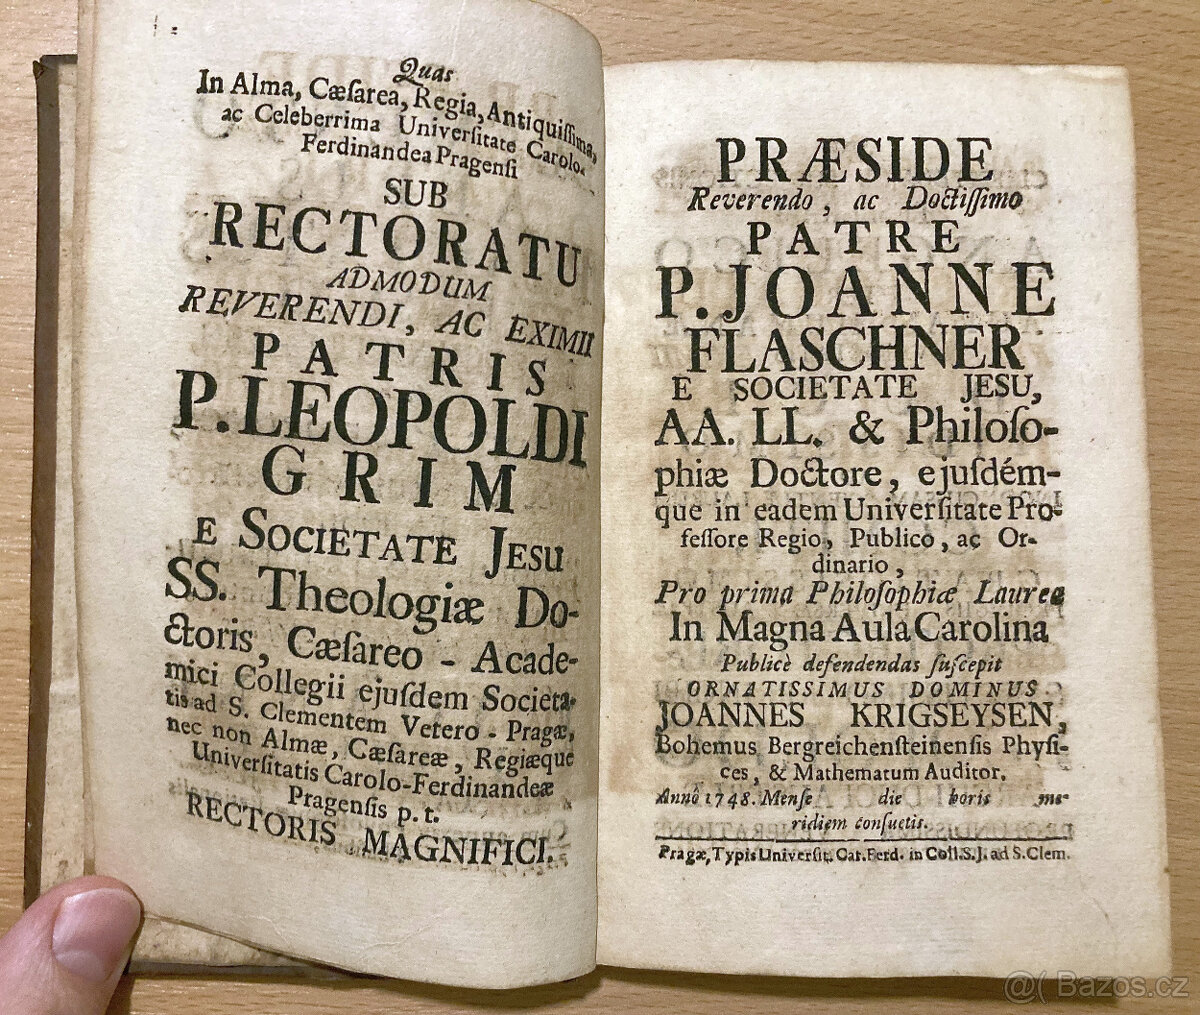 Quas
In Alma, Cæſarea, Regia, Antiquiſſima,
ac Celeberrima Univerſitate Carolo-
Ferdinandea Pragenſi
SUB
RECTORATU
ADMODUM
REVERENDI, AC EXIMII
PATRIS
P. LEOPOLDI
GRIM
E SOCIETATE JESU
SS. Theologiæ Do-
ctoris, Cæſareo - Acade-
mici Collegii ejuſdem Societa-
tis ad S. Clementem Vetero - Pragæ,
nec non Almæ, Cæſareæ, Regiæque
Univerſitatis Carolo-Ferdinandeæ
Pragenſis p. t.
RECTORIS MAGNIFICI.
PRÆSIDE
Reverendo, ac Doctiſſimo
PATRE
P. JOANNE
FLASCHNER
E SOCIETATE JESU,
AA. LL. & Philoſo-
phiæ Doctore, ejuſdém-
que in eadem Univerſitate Pro-
feſſore Regio, Publico, ac Or-
dinario,
Pro prima Philoſophiæ Laurea
In Magna Aula Carolina
Publicè defendendas ſuſcepit
ORNATISSIMUS DOMINUS
JOANNES KRIGSEYSEN,
Bohemus Bergreichenſteinenſis Phyſi-
ces, & Mathematum Auditor.
Annô 1748. Menſe die horis me-
ridiem conſuetis.
Pragæ, Typis Univerſit. Car. Ferd. in Coll. S. J. ad S. Clem.
@( Bazos.cz